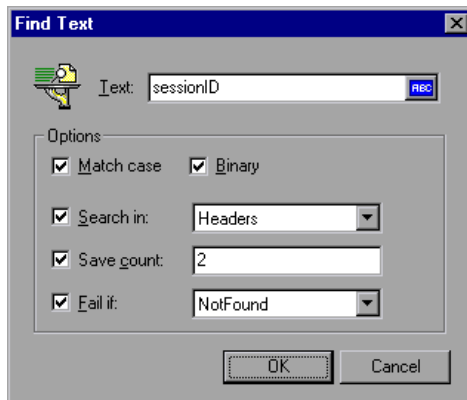 Find Text
Text: sessionID ABC
Options
Match case Binary
Search in: Headers
Save count: 2
Fail if: NotFound
OK Cancel